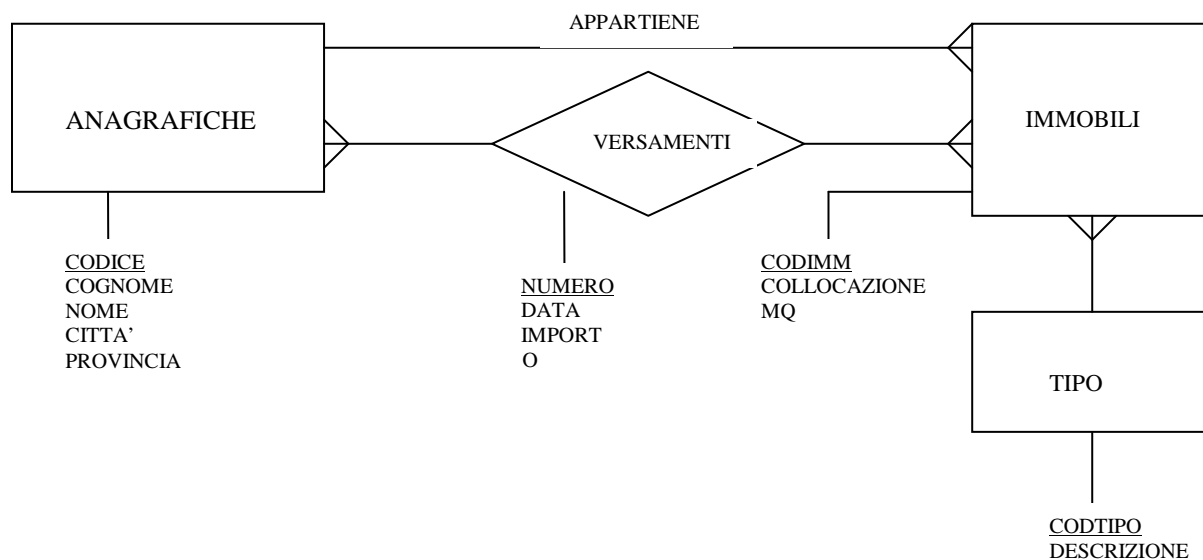 APPARTIENE
ANAGRAFICHE
VERSAMENTI
IMMOBILI
CODICE
COGNOME
NOME
CITTA'
PROVINCIA
NUMERO
DATA
IMPORT
O
CODIMM
COLLOCAZIONE
MQ
TIPO
CODTIPO
DESCRIZIONE